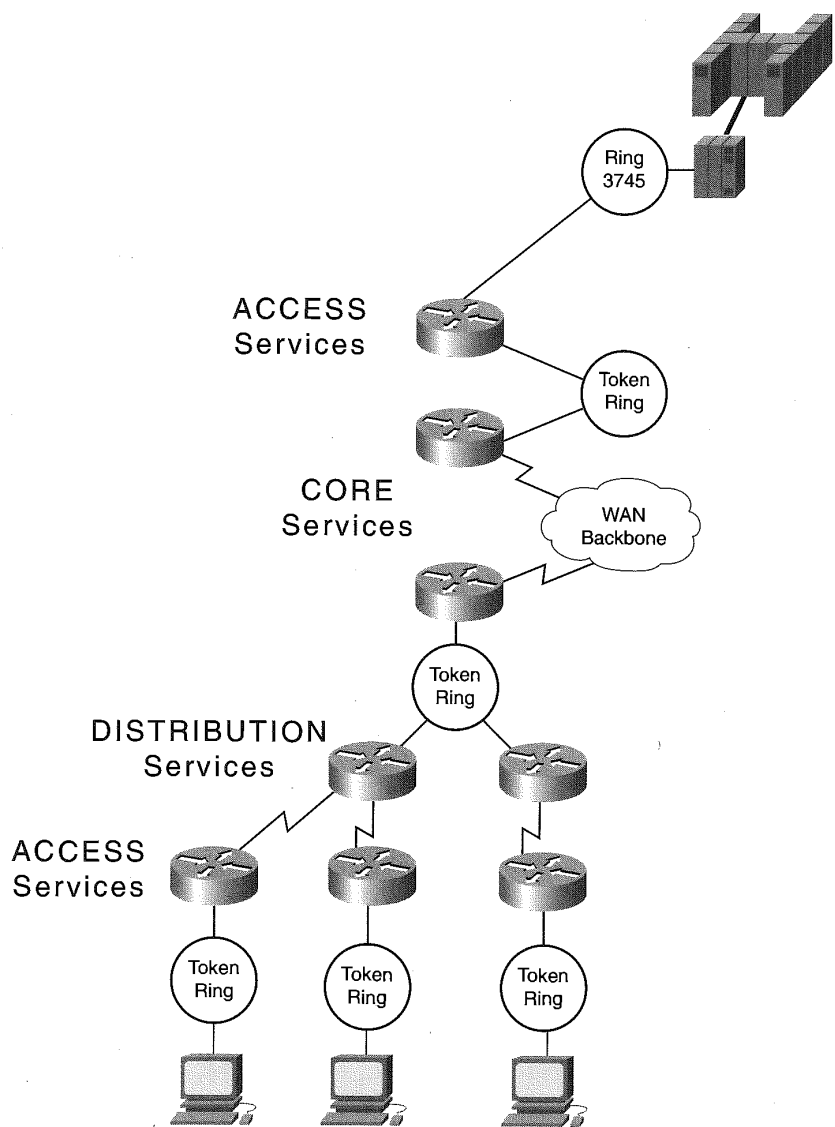 Ring
3745
ACCESS
Services
Token
Ring
CORE
Services
WAN
Backbone
Token
Ring
DISTRIBUTION
Services
ACCESS
Services
Token
Ring
Token
Ring
Token
Ring